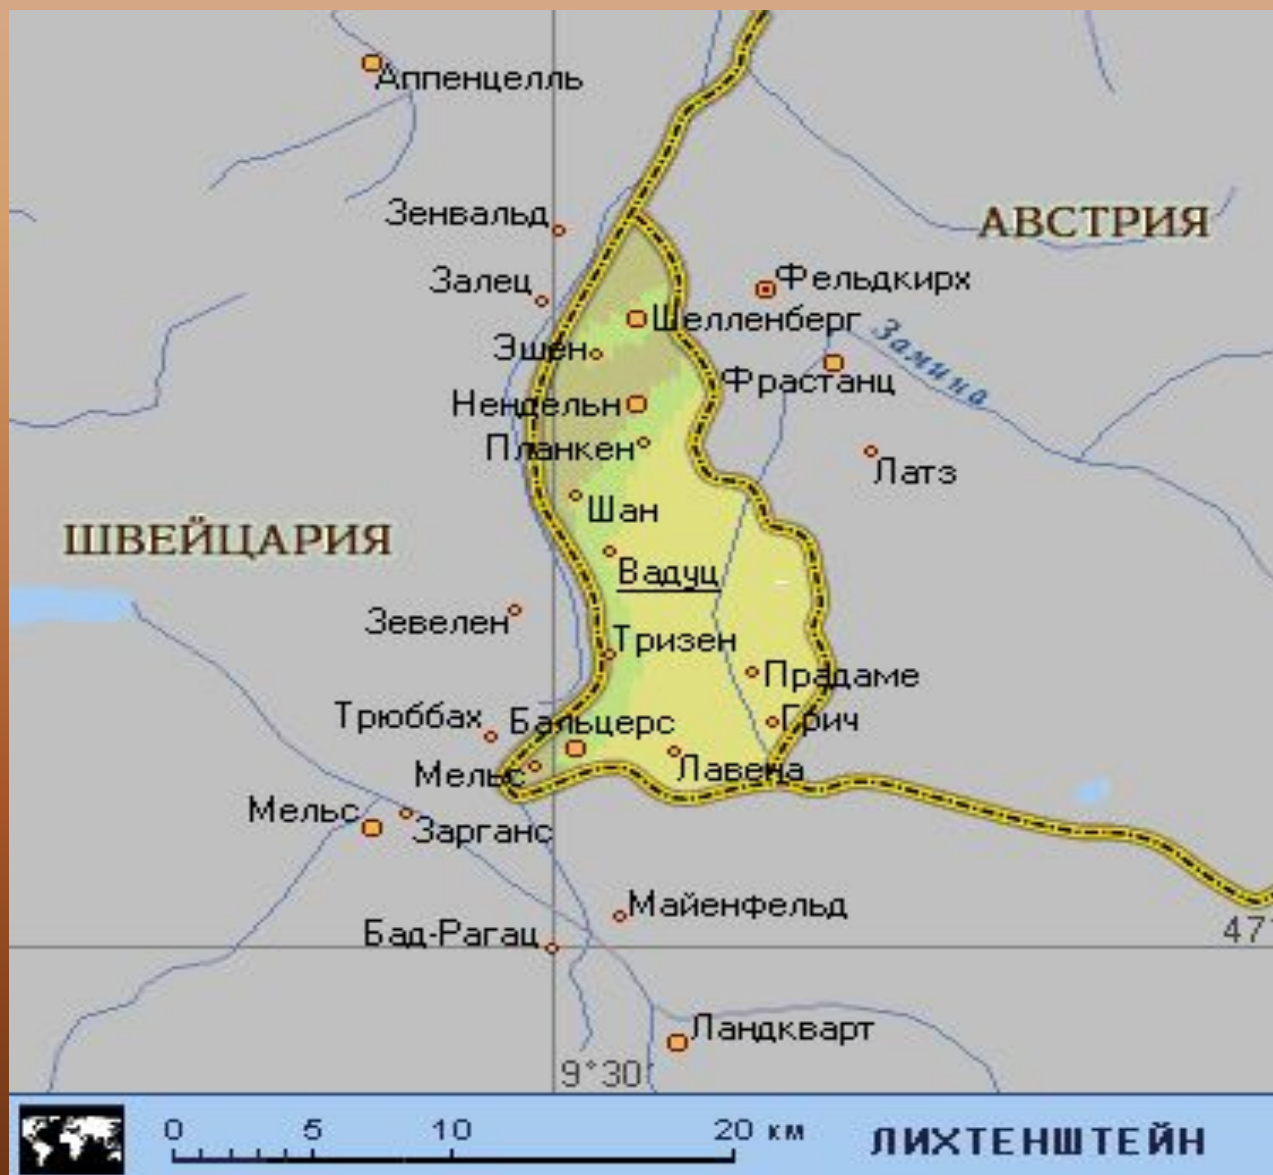 Аппенцелль
Зенвальд
АВСТРИЯ
Залец
Фельдкирх
Шелленберг
Эшен
Замина
Фрастанц
Нендельн
Планкен
Латз
Шан
ШВЕЙЦАРИЯ
Вадуц
Зевелен
Тризен
Прадаме
Трюббах
Бальцерс
Грич
Мельс
Лавена
Мельс
Зарганс
Майенфельд
Бад-Рагац
47°
Ландкварт
9°30'
0 5 10 20 км
ЛИХТЕНШТЕЙН